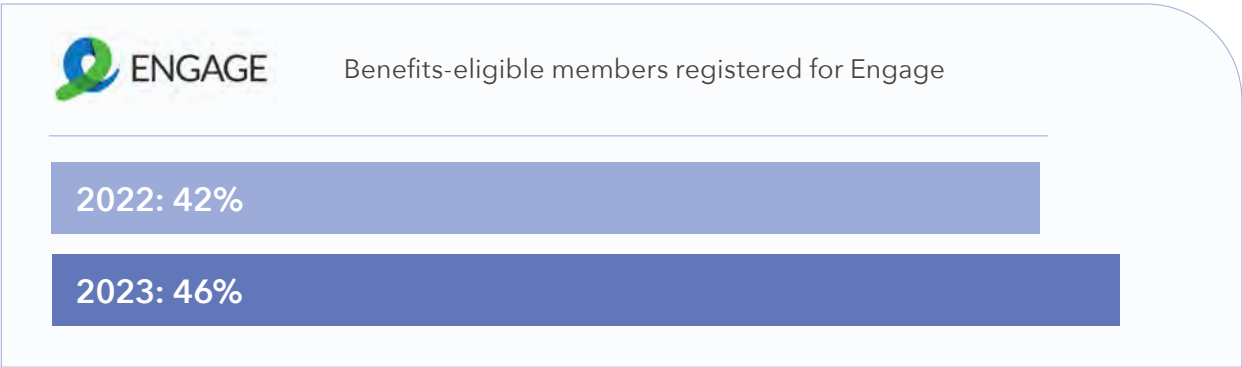 ENGAGE
Benefits-eligible members registered for Engage
2022: 42%
2023: 46%